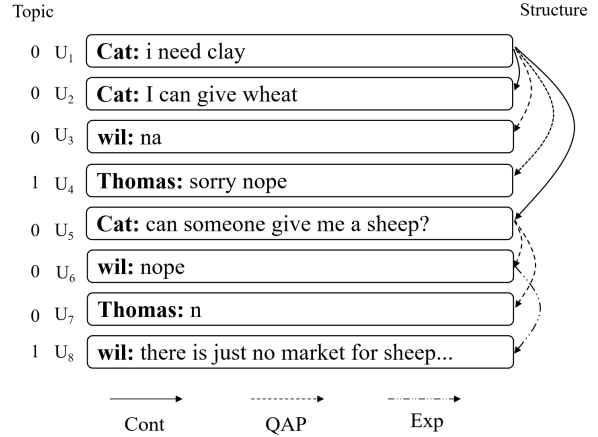 Topic Structure
0 U1 Cat: i need clay
0 U2 Cat: I can give wheat
0 U3 wil: na
1 U4 Thomas: sorry nope
0 U5 Cat: can someone give me a sheep?
0 U6 wil: nope
0 U7 Thomas: n
1 U8 wil: there is just no market for sheep...
Cont QAP Exp